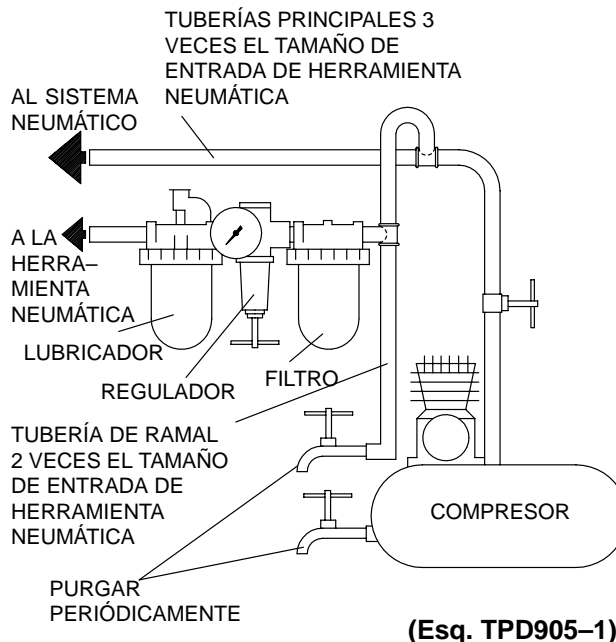 TUBERÍAS PRINCIPALES 3
VECES EL TAMAÑO DE
ENTRADA DE HERRAMIENTA
NEUMÁTICA
AL SISTEMA
NEUMÁTICO
A LA
HERRA–
MIENTA
NEUMÁTICA
LUBRICADOR
REGULADOR
FILTRO
TUBERÍA DE RAMAL
2 VECES EL TAMAÑO
DE ENTRADA DE
HERRAMIENTA
NEUMÁTICA
COMPRESOR
PURGAR
PERIÓDICAMENTE
(Esq. TPD905–1)